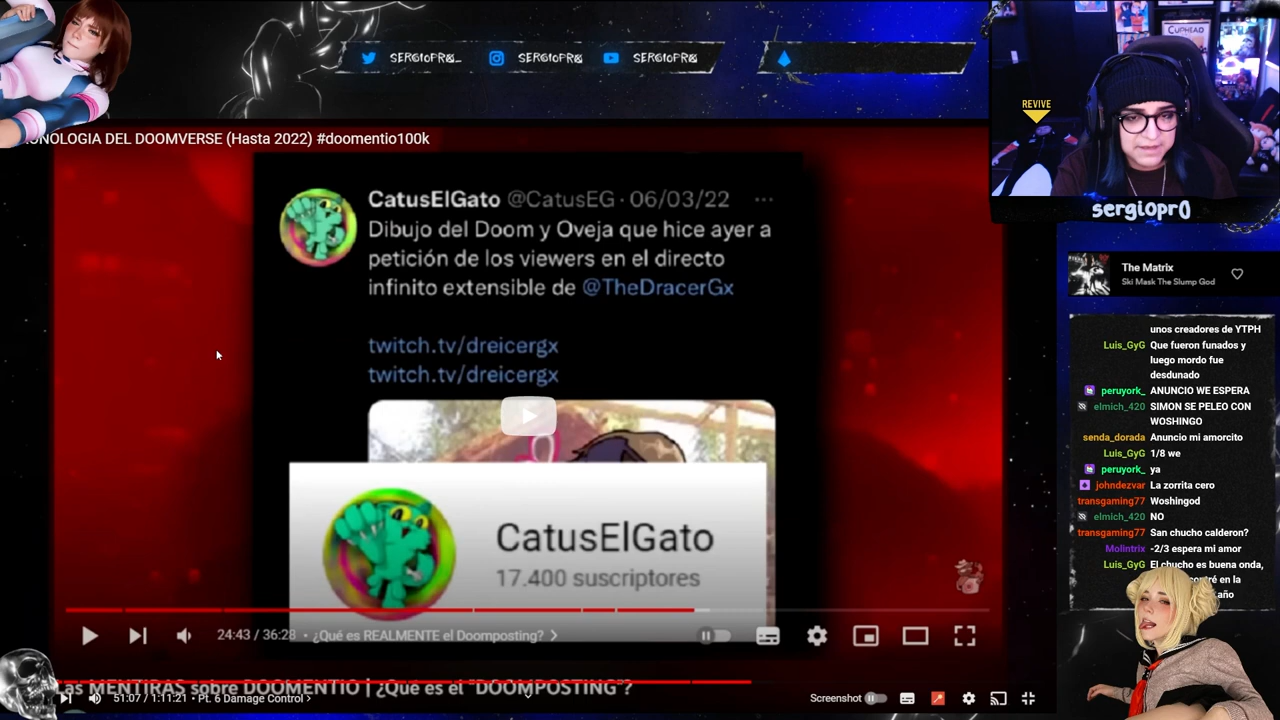 SERGIOPR0_
SERGIOPR0
SERGIOPR0
CUPHEAD
REVIVE
NOLOGIA DEL DOOMVERSE (Hasta 2022) #doomentio100k
sergiopr0
CatusElGato @CatusEG · 06/03/22 ···
Dibujo del Doom y Oveja que hice ayer a
petición de los viewers en el directo
infinito extensible de @TheDracerGx
twitch.tv/dreicergx
twitch.tv/dreicergx
CatusElGato
17.400 suscriptores
24:43 / 36:28 • ¿Qué es REALMENTE el Doomposting?
Las MENTIRAS sobre DOOMENTIO | ¿Que es el "DOOMPOSTING"?
51:07 / 1:11:21 • Pt. 6 Damage Control
Screenshot
The Matrix
Ski Mask The Slump God
unos creadores de YTPH
Luis_GyG Que fueron funados y
luego mordo fue
desdunado
peruyork_ ANUNCIO WE ESPERA
elmich_420 SIMON SE PELEO CON
WOSHINGO
senda_dorada Anuncio mi amorcito
Luis_GyG 1/8 we
peruyork_ ya
johndezvar La zorrita cero
transgaming77 Woshingod
elmich_420 NO
transgaming77 San chucho calderon?
Molintrix -2/3 espera mi amor
Luis_GyG El chucho es buena onda,
en la
año